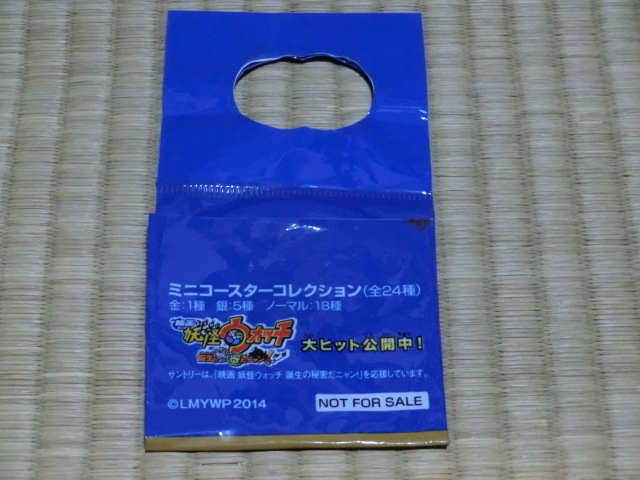 ミニコースターコレクション(全24種)
金:1種 銀:5種 ノーマル:18種
映画
妖怪ウォッチ
大ヒット公開中!
サントリーは、「映画 妖怪ウォッチ 誕生の秘密だニャン!」を応援しています。
©LMYWP2014
NOT FOR SALE